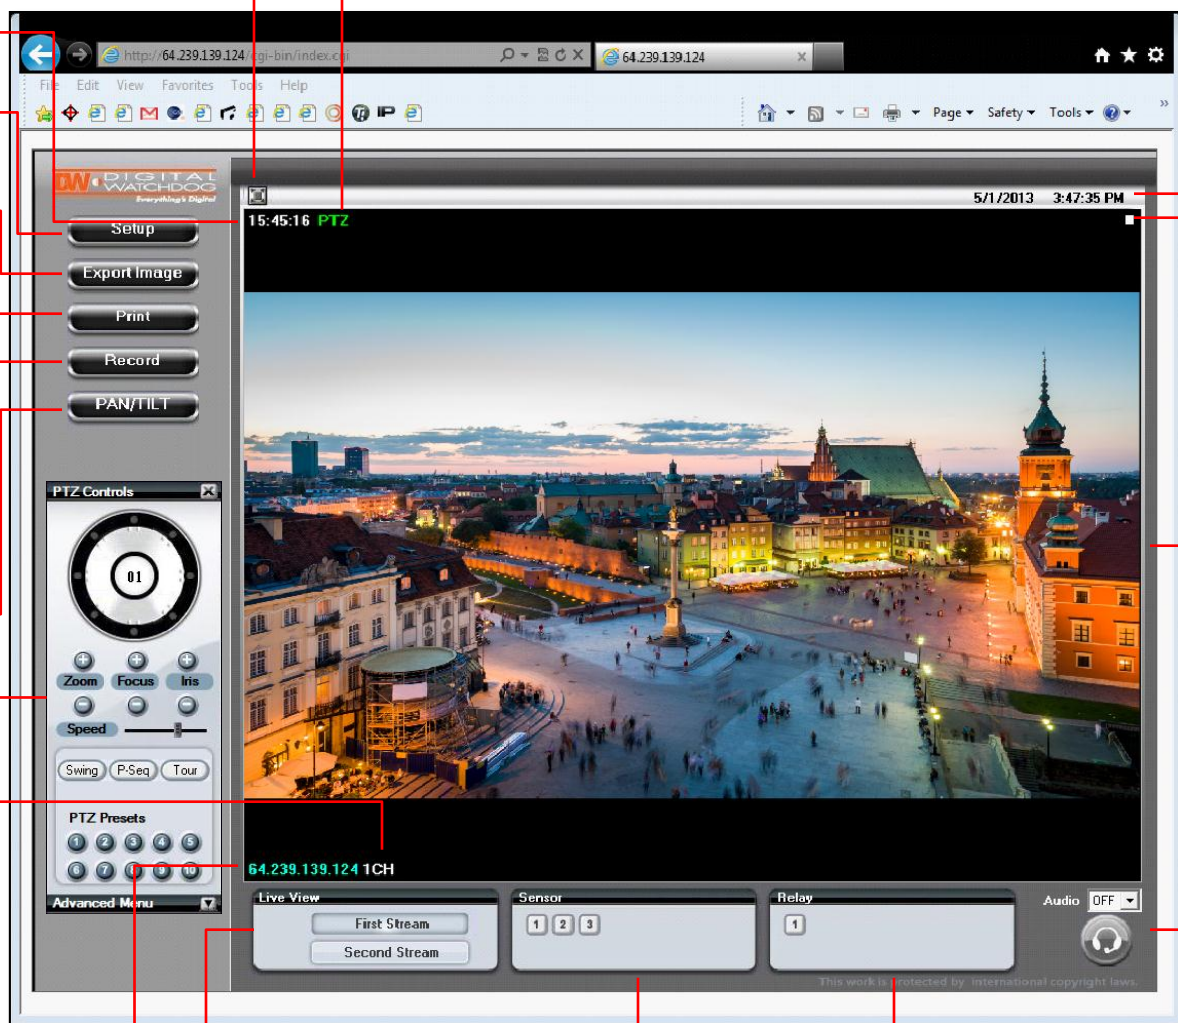 http://64.239.139.124/cgi-bin/index.cgi
64.239.139.124
File Edit View Favorites Tools Help
IP
Page Safety Tools
DW DIGITAL WATCHDOG
Everything's Digital
5/1/2013 3:47:35 PM
15:45:16 PTZ
Setup
Export Image
Print
Record
PAN/TILT
PTZ Controls
01
Zoom Focus Iris
Speed
Swing P-Seq Tour
PTZ Presets
1 2 3 4 5
6 7 8 9 10
Advanced Menu
64.239.139.124 1CH
Live View
First Stream
Second Stream
Sensor
1 2 3
Relay
1
Audio OFF
This work is protected by international copyright laws.